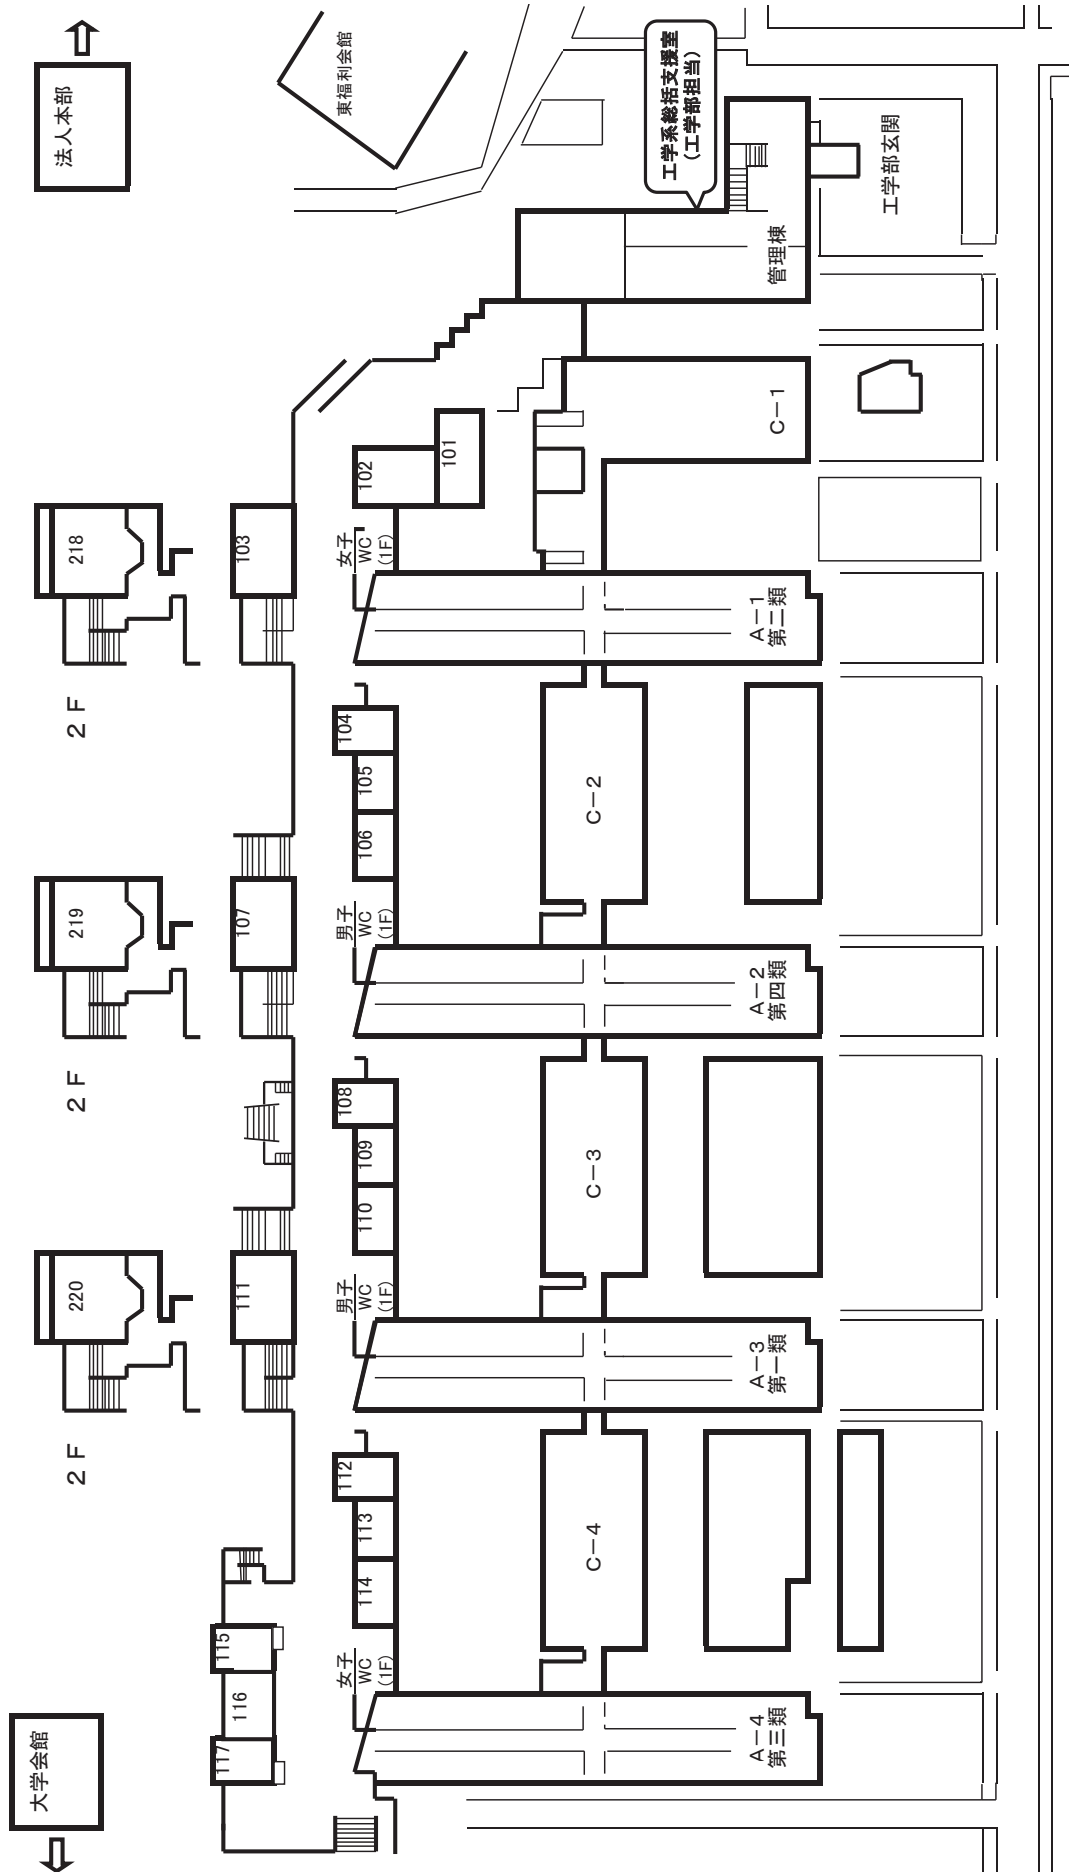 法人本部
東福利会館
工学系総括支援室
(工学部担当)
工学部玄関
管理棟
C－1
101
102
女子
WC
(1F)
103
218
2F
A－1
第二類
104
105
106
C－2
男子
WC
(1F)
107
219
2F
A－2
第四類
108
109
110
C－3
男子
WC
(1F)
111
220
2F
A－3
第一類
112
113
114
C－4
女子
WC
(1F)
115
116
117
A－4
第三類
大学会館